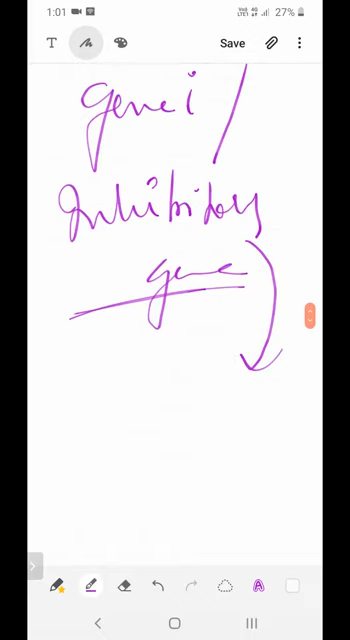 1:01 27%
T Save
gene i /
Inhibitory
gene
A